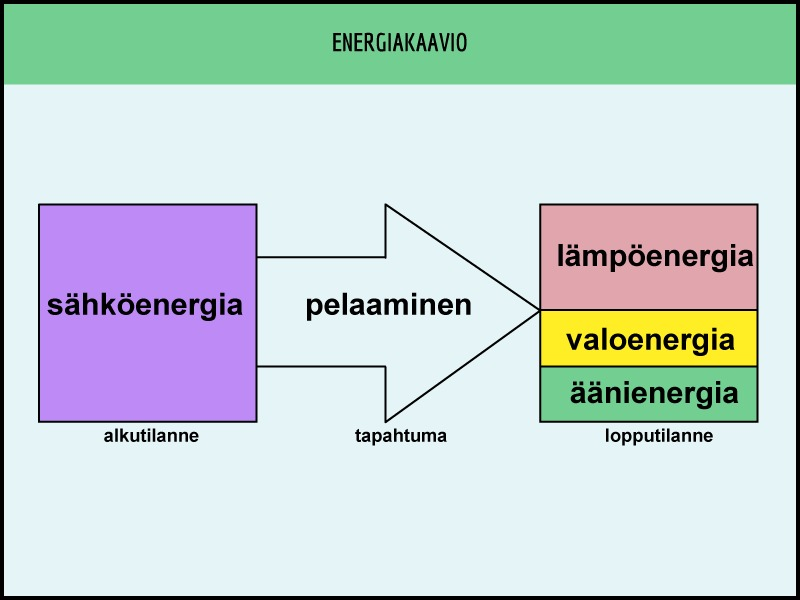 ENERGIAKAAVIO
sähköenergia
pelaaminen
lämpöenergia
valoenergia
äänienergia
alkutilanne
tapahtuma
lopputilanne